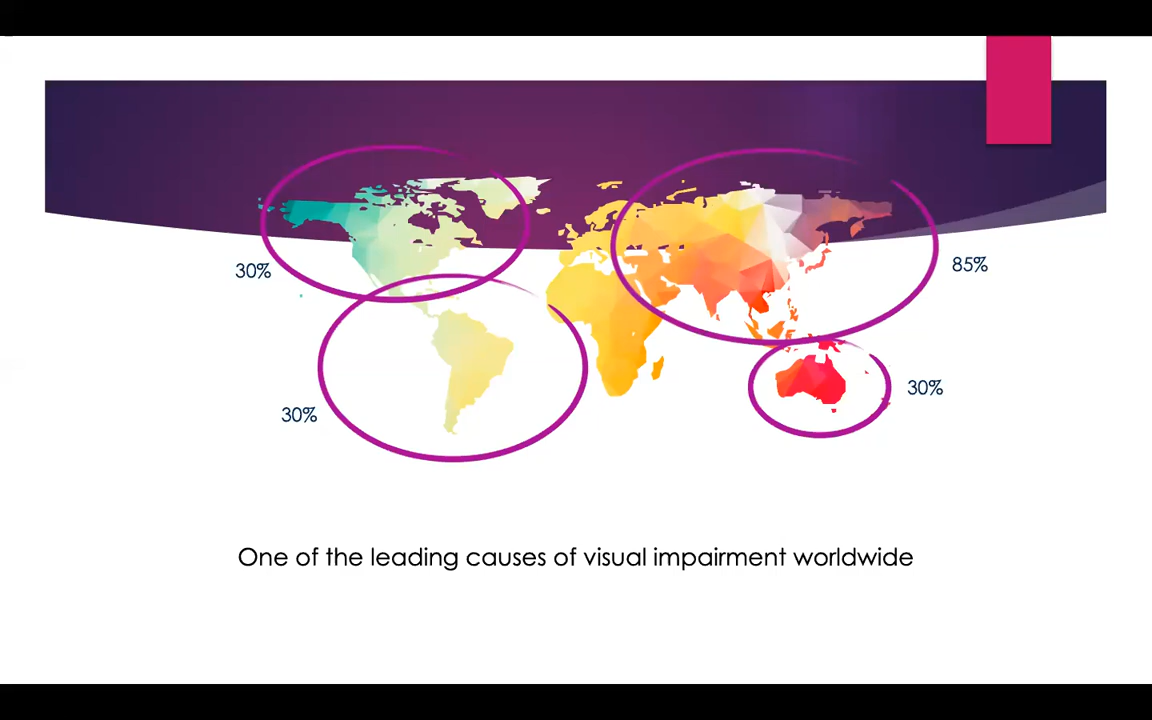 30%
85%
30%
30%
One of the leading causes of visual impairment worldwide